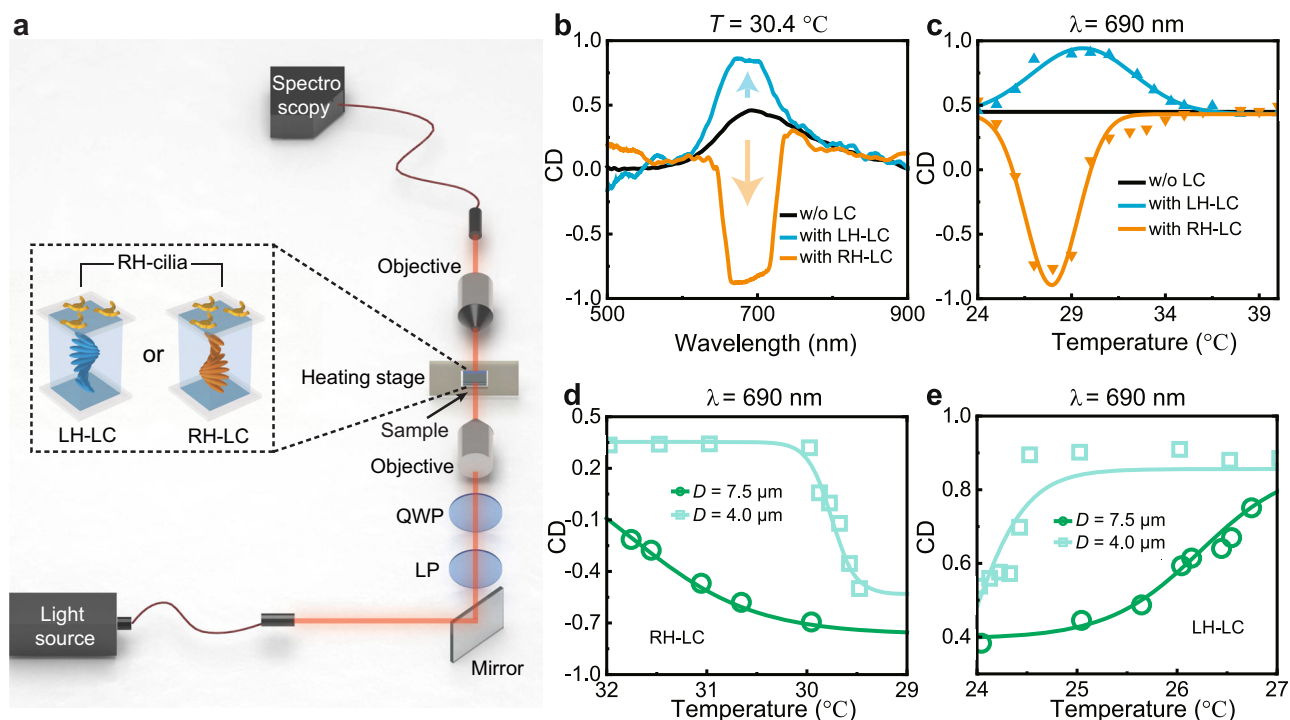 a
Spectro
scopy
Objective
RH-cilia
or
LH-LC
RH-LC
Heating stage
Sample
Objective
QWP
LP
Light
source
Mirror
b
T = 30.4 °C
CD
1.0
0.5
0.0
-0.5
-1.0
w/o LC
with LH-LC
with RH-LC
500
700
900
Wavelength (nm)
c
λ = 690 nm
CD
1.0
0.5
0.0
-0.5
-1.0
w/o LC
with LH-LC
with RH-LC
24
29
34
39
Temperature (°C)
d
λ = 690 nm
CD
0.5
0.2
-0.1
-0.4
-0.7
-1.0
D = 7.5 μm
D = 4.0 μm
RH-LC
32
31
30
29
Temperature (°C)
e
λ = 690 nm
CD
1.0
0.8
0.6
0.4
D = 7.5 μm
D = 4.0 μm
LH-LC
24
25
26
27
Temperature (°C)